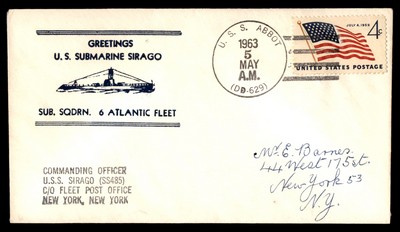 GREETINGS
U. S. SUBMARINE SIRAGO
SUB. SQDRN. 6 ATLANTIC FLEET
U. S. S. ABBOT
1963
5
MAY
A.M.
(DD-629)
JULY 4, 1960
4c
UNITED STATES POSTAGE
COMMANDING OFFICER
U.S.S. SIRAGO (SS485)
C/O FLEET POST OFFICE
NEW YORK, NEW YORK
Mr. E. Barnes
44 West 175 st.
New York 53
N.Y.